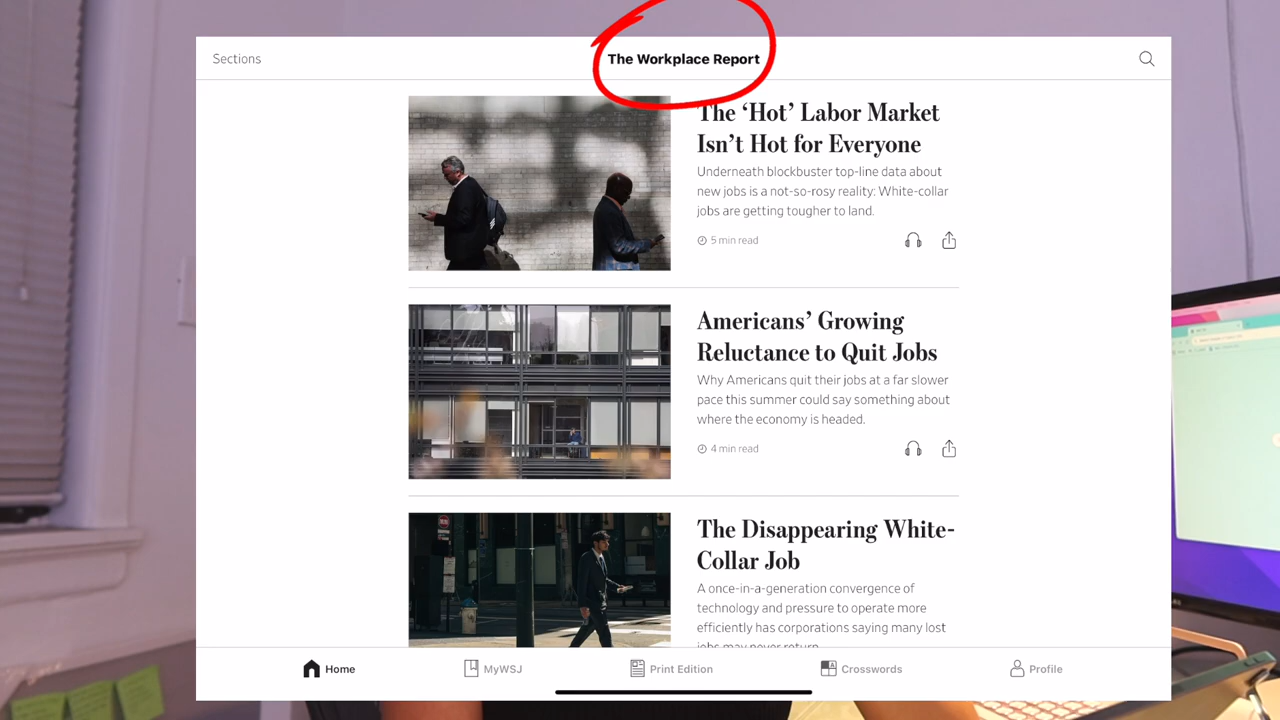 Sections
The Workplace Report
The ‘Hot’ Labor Market
Isn’t Hot for Everyone
Underneath blockbuster top-line data about
new jobs is a not-so-rosy reality: White-collar
jobs are getting tougher to land.
5 min read
Americans’ Growing
Reluctance to Quit Jobs
Why Americans quit their jobs at a far slower
pace this summer could say something about
where the economy is headed.
4 min read
The Disappearing White-
Collar Job
A once-in-a-generation convergence of
technology and pressure to operate more
efficiently has corporations saying many lost
jobs may never return.
Home
MyWSJ
Print Edition
Crosswords
Profile